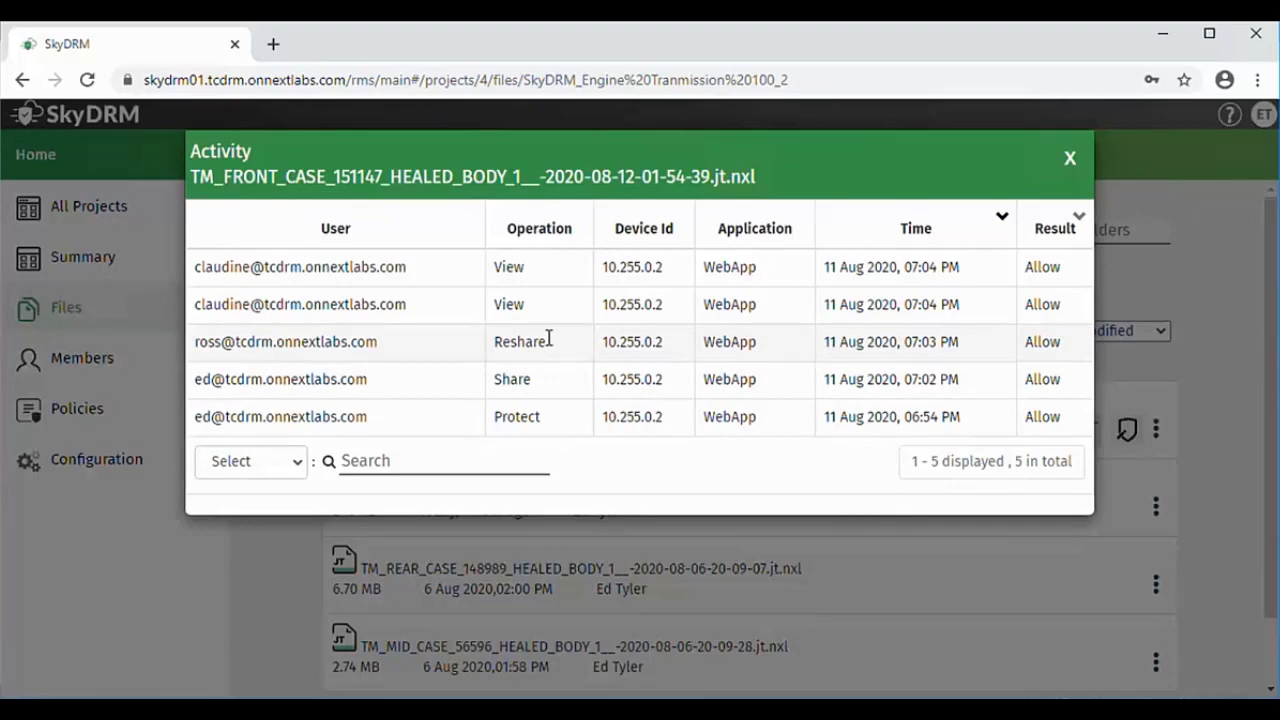 SkyDRM
skydrm01.tcdrm.onnextlabs.com/rms/main#/projects/4/files/SkyDRM_Engine%20Tranmission%20100_2
SkyDRM
? ET
Home
All Projects
Summary
Files
Members
Policies
Configuration
Activity
X
TM_FRONT_CASE_151147_HEALED_BODY_1__-2020-08-12-01-54-39.jt.nxl
User Operation Device Id Application Time Result
claudine@tcdrm.onnextlabs.com View 10.255.0.2 WebApp 11 Aug 2020, 07:04 PM Allow
claudine@tcdrm.onnextlabs.com View 10.255.0.2 WebApp 11 Aug 2020, 07:04 PM Allow
ross@tcdrm.onnextlabs.com Reshare 10.255.0.2 WebApp 11 Aug 2020, 07:03 PM Allow
ed@tcdrm.onnextlabs.com Share 10.255.0.2 WebApp 11 Aug 2020, 07:02 PM Allow
ed@tcdrm.onnextlabs.com Protect 10.255.0.2 WebApp 11 Aug 2020, 06:54 PM Allow
Select : Search 1 - 5 displayed , 5 in total
lders
dified
JT TM_REAR_CASE_148989_HEALED_BODY_1__-2020-08-06-20-09-07.jt.nxl
6.70 MB 6 Aug 2020,02:00 PM Ed Tyler
JT TM_MID_CASE_56596_HEALED_BODY_1__-2020-08-06-20-09-28.jt.nxl
2.74 MB 6 Aug 2020,01:58 PM Ed Tyler